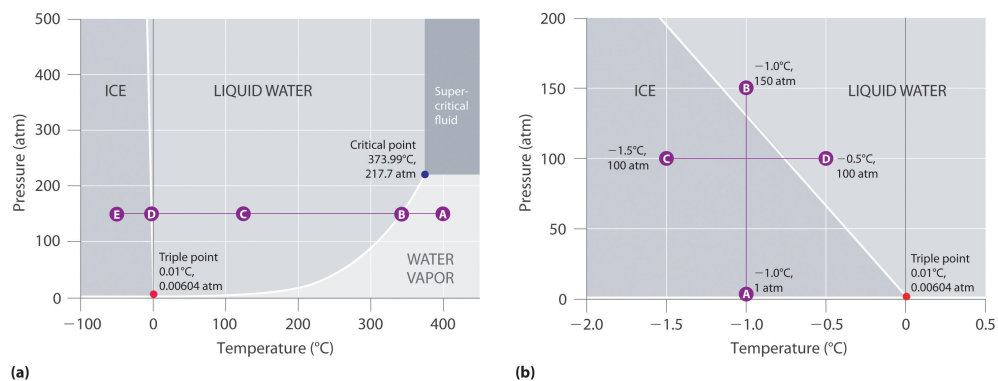 500
400
300
200
100
0
Pressure (atm)
ICE
LIQUID WATER
Super-
critical
fluid
Critical point
373.99°C,
217.7 atm
E
D
C
B
A
Triple point
0.01°C,
0.00604 atm
WATER
VAPOR
−100
0
100
200
300
400
Temperature (°C)
(a)
200
150
100
50
0
Pressure (atm)
ICE
LIQUID WATER
−1.0°C,
150 atm
B
−1.5°C,
100 atm
C
D
−0.5°C,
100 atm
−1.0°C,
1 atm
A
Triple point
0.01°C,
0.00604 atm
−2.0
−1.5
−1.0
−0.5
0
0.5
Temperature (°C)
(b)